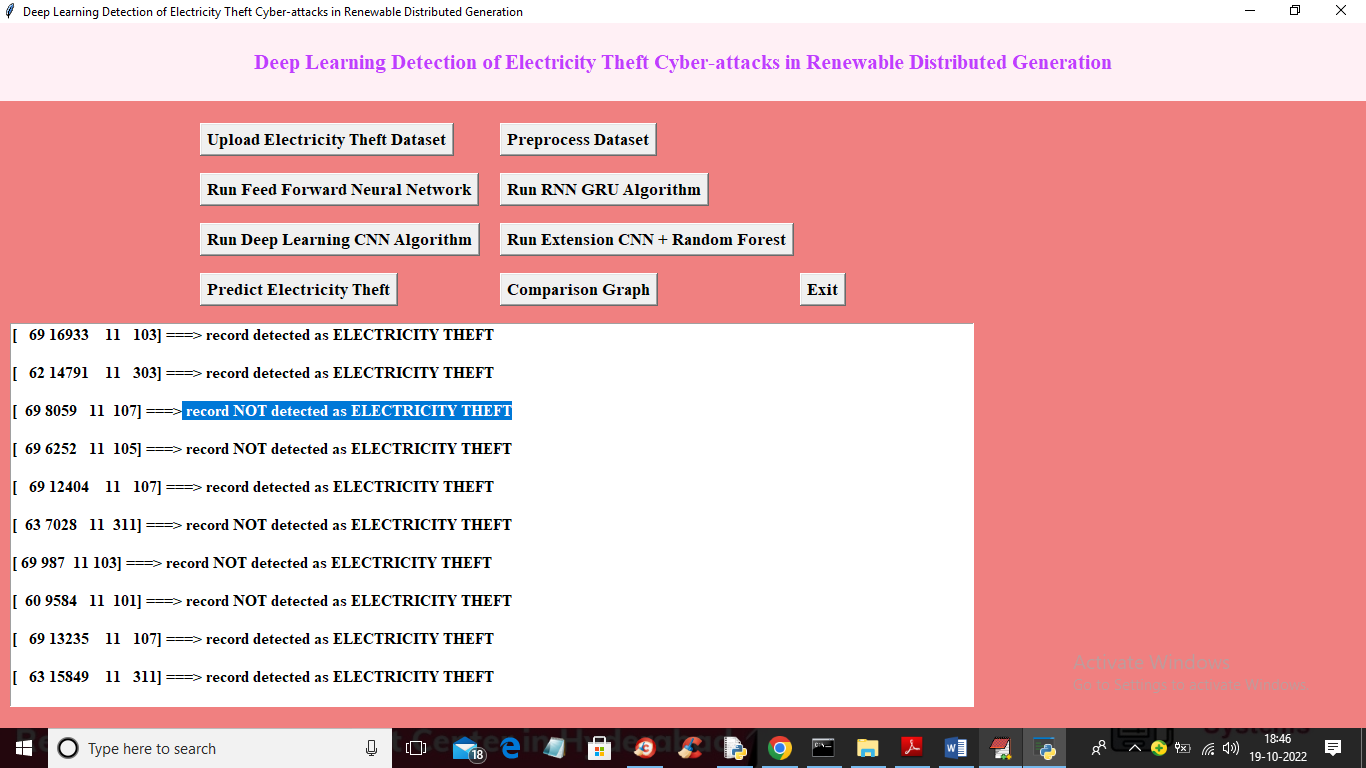 Deep Learning Detection of Electricity Theft Cyber-attacks in Renewable Distributed Generation
Deep Learning Detection of Electricity Theft Cyber-attacks in Renewable Distributed Generation
Upload Electricity Theft Dataset Preprocess Dataset
Run Feed Forward Neural Network Run RNN GRU Algorithm
Run Deep Learning CNN Algorithm Run Extension CNN + Random Forest
Predict Electricity Theft Comparison Graph Exit
[ 69 16933 11 103] ===> record detected as ELECTRICITY THEFT
[ 62 14791 11 303] ===> record detected as ELECTRICITY THEFT
[ 69 8059 11 107] ===> record NOT detected as ELECTRICITY THEFT
[ 69 6252 11 105] ===> record NOT detected as ELECTRICITY THEFT
[ 69 12404 11 107] ===> record detected as ELECTRICITY THEFT
[ 63 7028 11 311] ===> record NOT detected as ELECTRICITY THEFT
[ 69 987 11 103] ===> record NOT detected as ELECTRICITY THEFT
[ 60 9584 11 101] ===> record NOT detected as ELECTRICITY THEFT
[ 69 13235 11 107] ===> record detected as ELECTRICITY THEFT
[ 63 15849 11 311] ===> record detected as ELECTRICITY THEFT
Activate Windows
Go to Settings to activate Windows.
Type here to search
18
18:46
19-10-2022